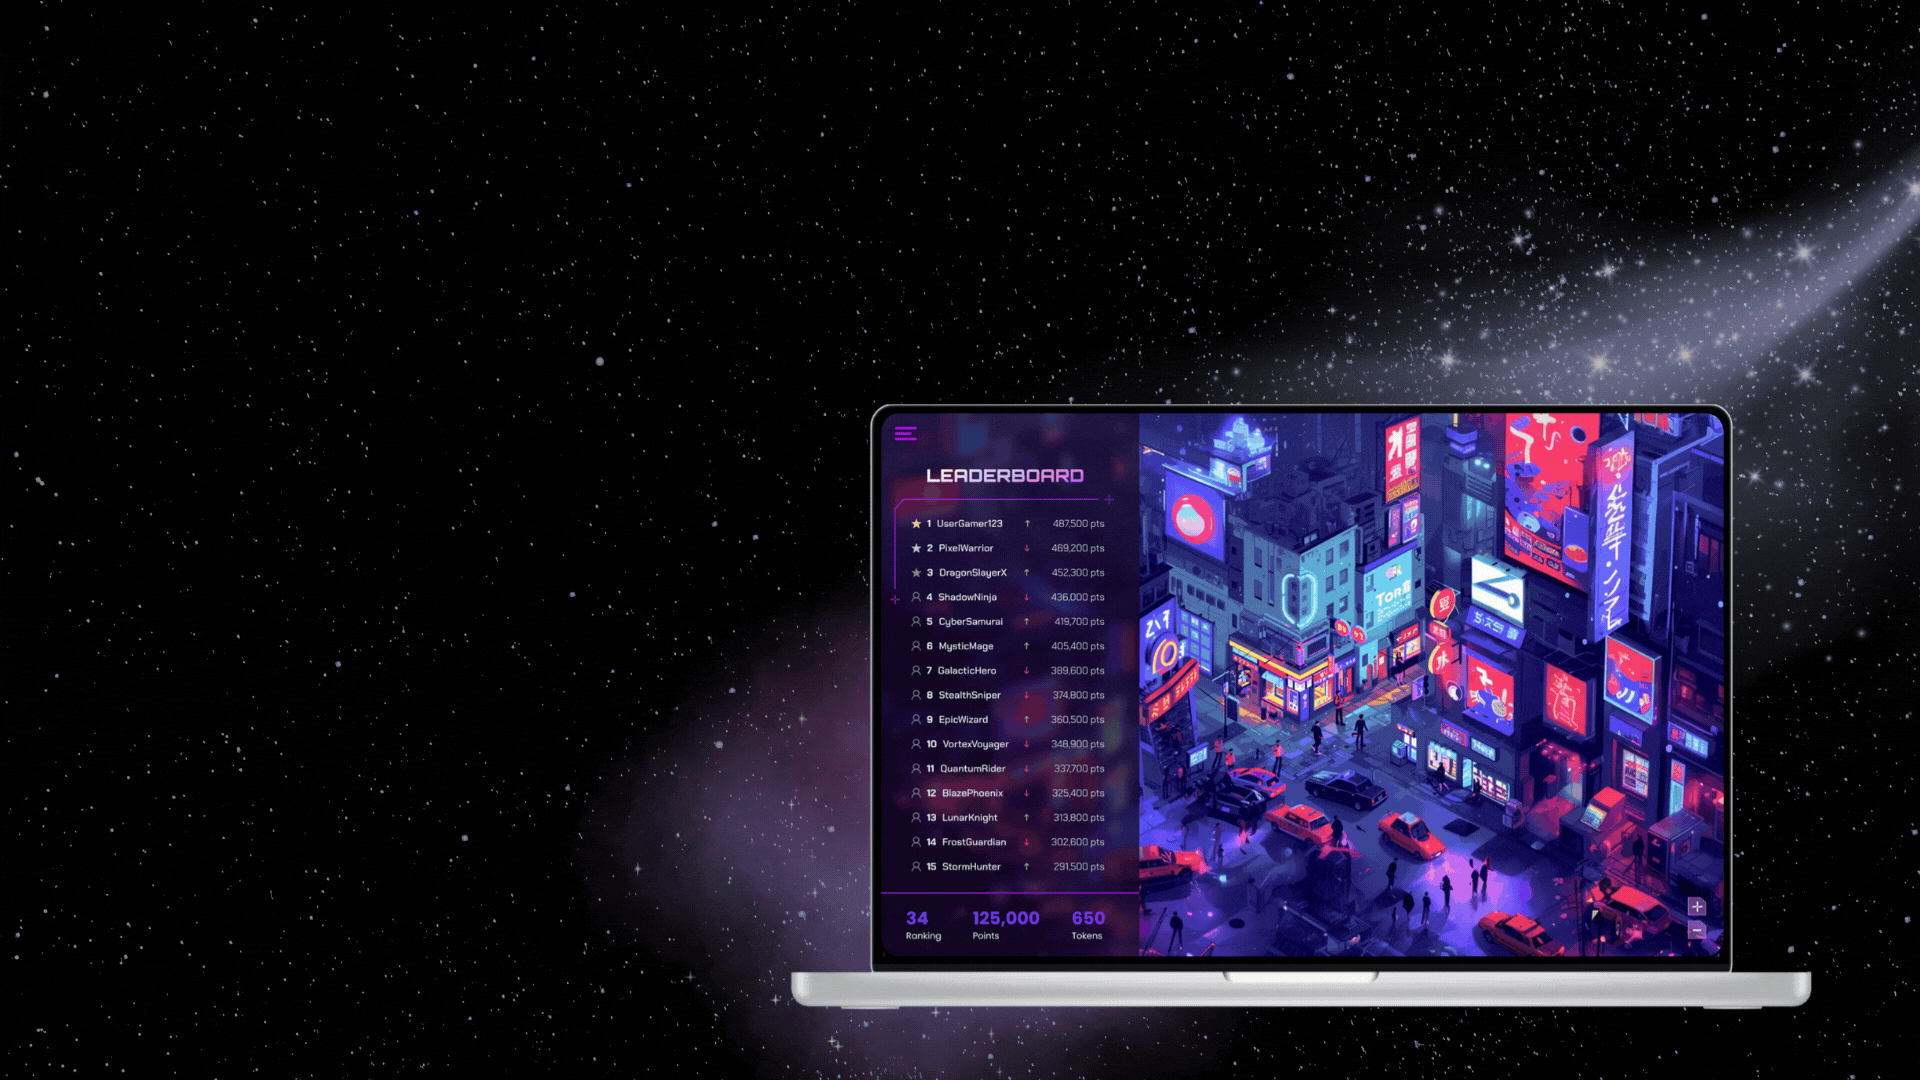 LEADERBOARD
1 UserGamer123 ↑ 487,500 pts
2 PixelWarrior ↓ 469,200 pts
3 DragonSlayerX ↑ 452,300 pts
4 ShadowNinja ↓ 436,000 pts
5 CyberSamurai ↑ 419,700 pts
6 MysticMage ↑ 405,400 pts
7 GalacticHero ↓ 389,600 pts
8 StealthSniper ↓ 374,800 pts
9 EpicWizard ↑ 360,500 pts
10 VortexVoyager ↓ 348,900 pts
11 QuantumRider ↓ 337,700 pts
12 BlazePhoenix ↓ 325,400 pts
13 LunarKnight ↑ 313,800 pts
14 FrostGuardian ↓ 302,600 pts
15 StormHunter ↑ 291,500 pts
34 125,000 650
Ranking Points Tokens